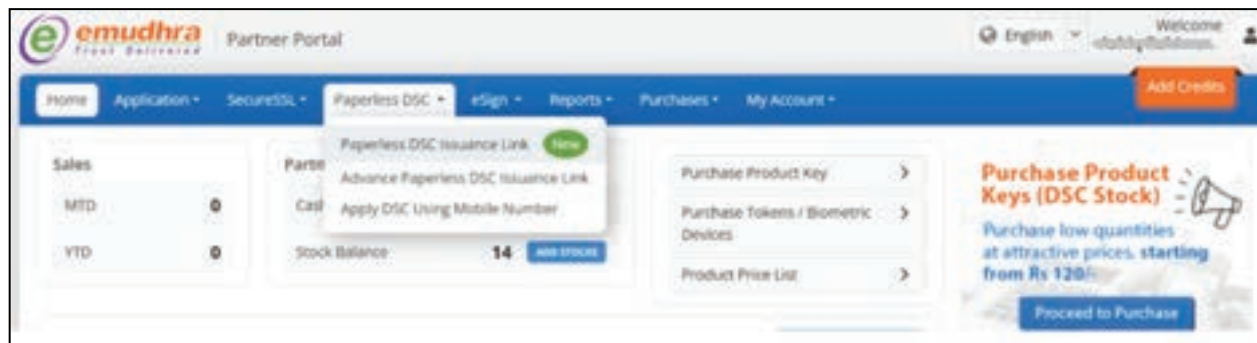 emudhra
Trust Delivered
Partner Portal
English
Welcome
Home
Application
SecureSSL
Paperless DSC
eSign
Reports
Purchases
My Account
Add Credits
Paperless DSC Issuance Link New
Advance Paperless DSC Issuance Link
Apply DSC Using Mobile Number
Sales
MTD 0
YTD 0
Parte
Cas
Stock Balance 14 ADD STOCKS
Purchase Product Key
Purchase Tokens / Biometric
Devices
Product Price List
Purchase Product
Keys (DSC Stock)
Purchase low quantities
at attractive prices, starting
from Rs 120/-
Proceed to Purchase